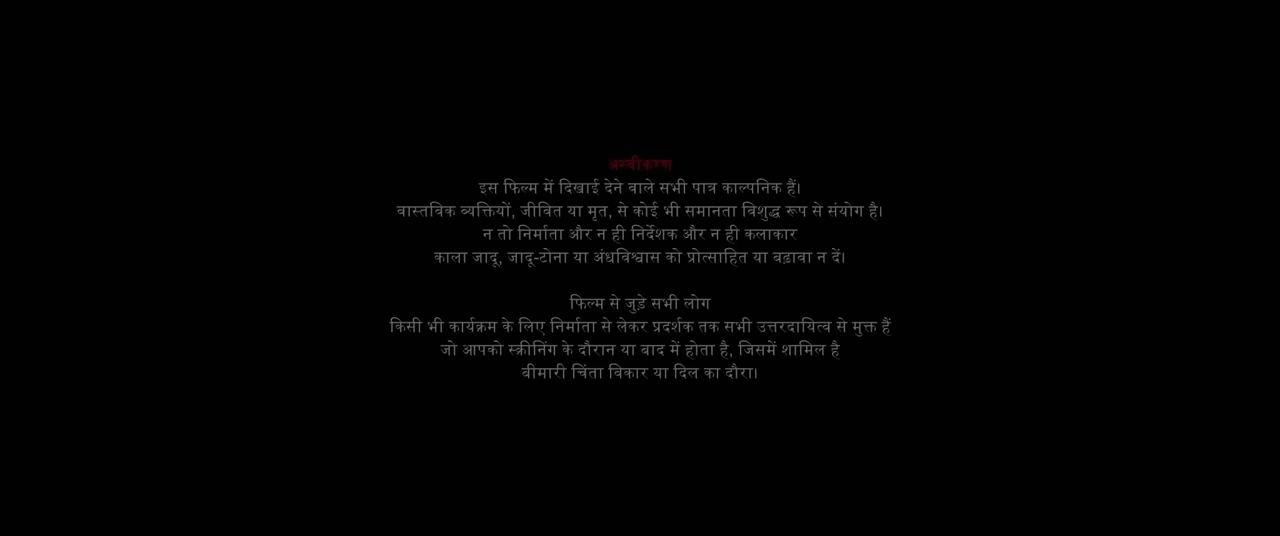 अस्वीकरण
इस फिल्म में दिखाई देने वाले सभी पात्र काल्पनिक हैं।
वास्तविक व्यक्तियों, जीवित या मृत, से कोई भी समानता विशुद्ध रूप से संयोग है।
न तो निर्माता और न ही निर्देशक और न ही कलाकार
काला जादू, जादू-टोना या अंधविश्वास को प्रोत्साहित या बढ़ावा न दें।
फिल्म से जुड़े सभी लोग
किसी भी कार्यक्रम के लिए निर्माता से लेकर प्रदर्शक तक सभी उत्तरदायित्व से मुक्त हैं
जो आपको स्क्रीनिंग के दौरान या बाद में होता है, जिसमें शामिल है
बीमारी चिंता विकार या दिल का दौरा।